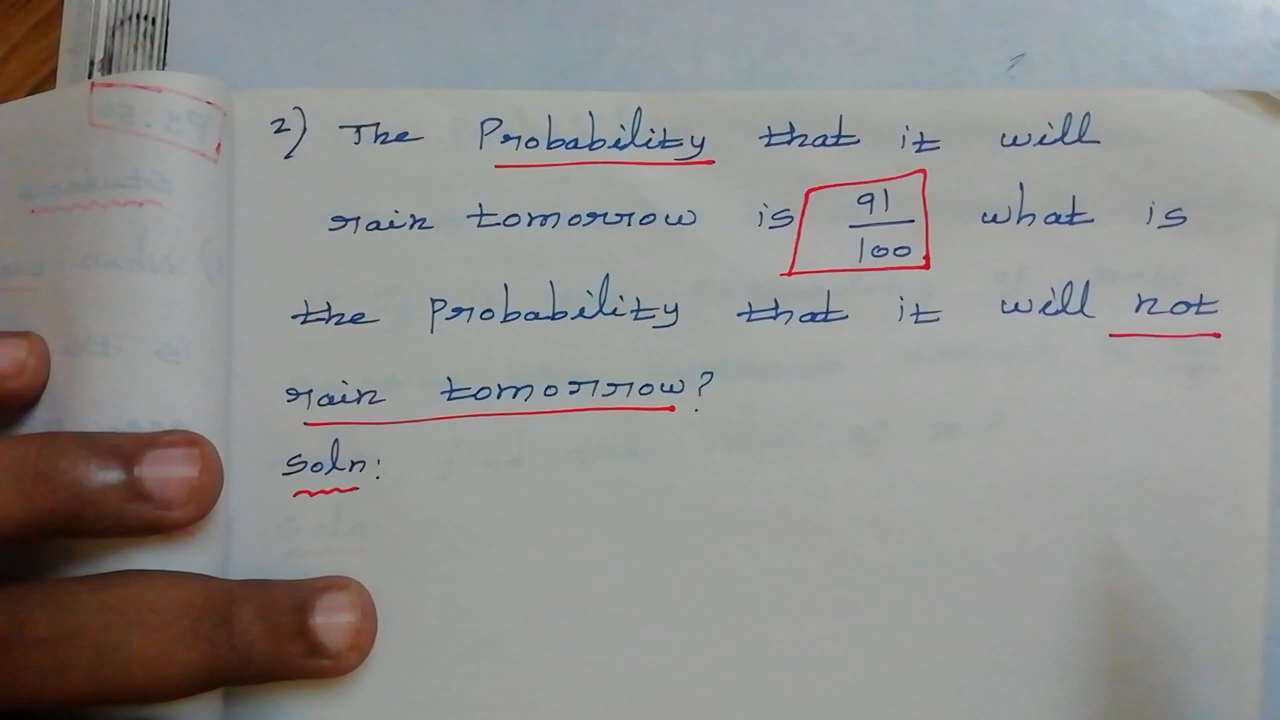 2) The Probability that it will
rain tomorrow is 91/100 what is
the probability that it will not
rain tomorrow?
Soln: